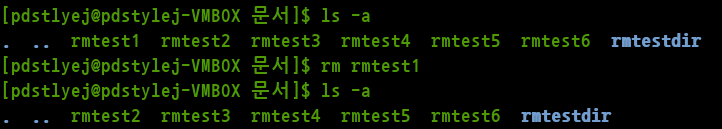 [pdstlyej@pdstylej-VMBOX 문서]$ ls -a
.  ..  rmtest1  rmtest2  rmtest3  rmtest4  rmtest5  rmtest6  rmtestdir
[pdstlyej@pdstylej-VMBOX 문서]$ rm rmtest1
[pdstlyej@pdstylej-VMBOX 문서]$ ls -a
.  ..  rmtest2  rmtest3  rmtest4  rmtest5  rmtest6  rmtestdir